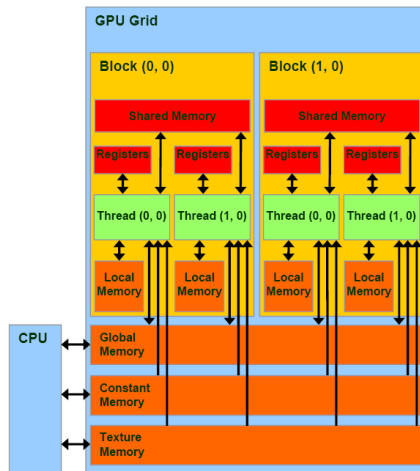 GPU Grid
Block (0, 0)
Block (1, 0)
Shared Memory
Shared Memory
Registers
Registers
Registers
Registers
Thread (0, 0)
Thread (1, 0)
Thread (0, 0)
Thread (1, 0)
Local
Memory
Local
Memory
Local
Memory
Local
Memory
CPU
Global
Memory
Constant
Memory
Texture
Memory